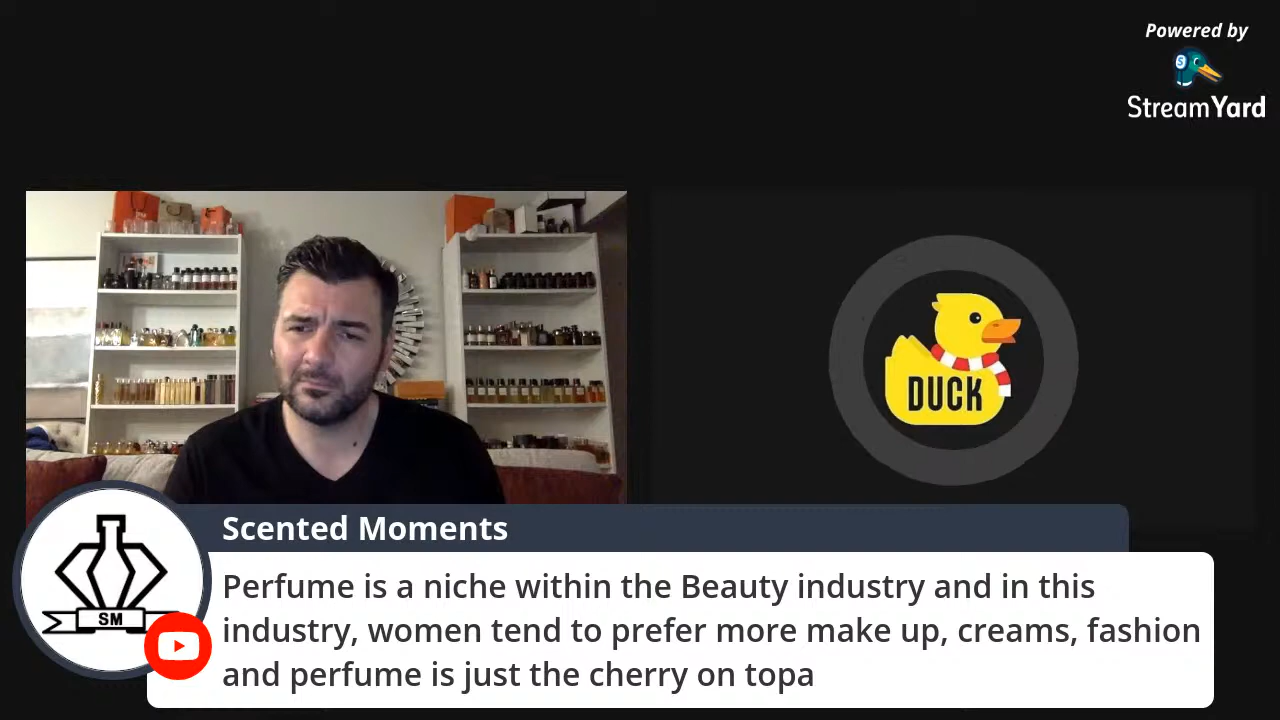 Powered by
StreamYard
DUCK
Scented Moments
Perfume is a niche within the Beauty industry and in this
industry, women tend to prefer more make up, creams, fashion
and perfume is just the cherry on topa
SM